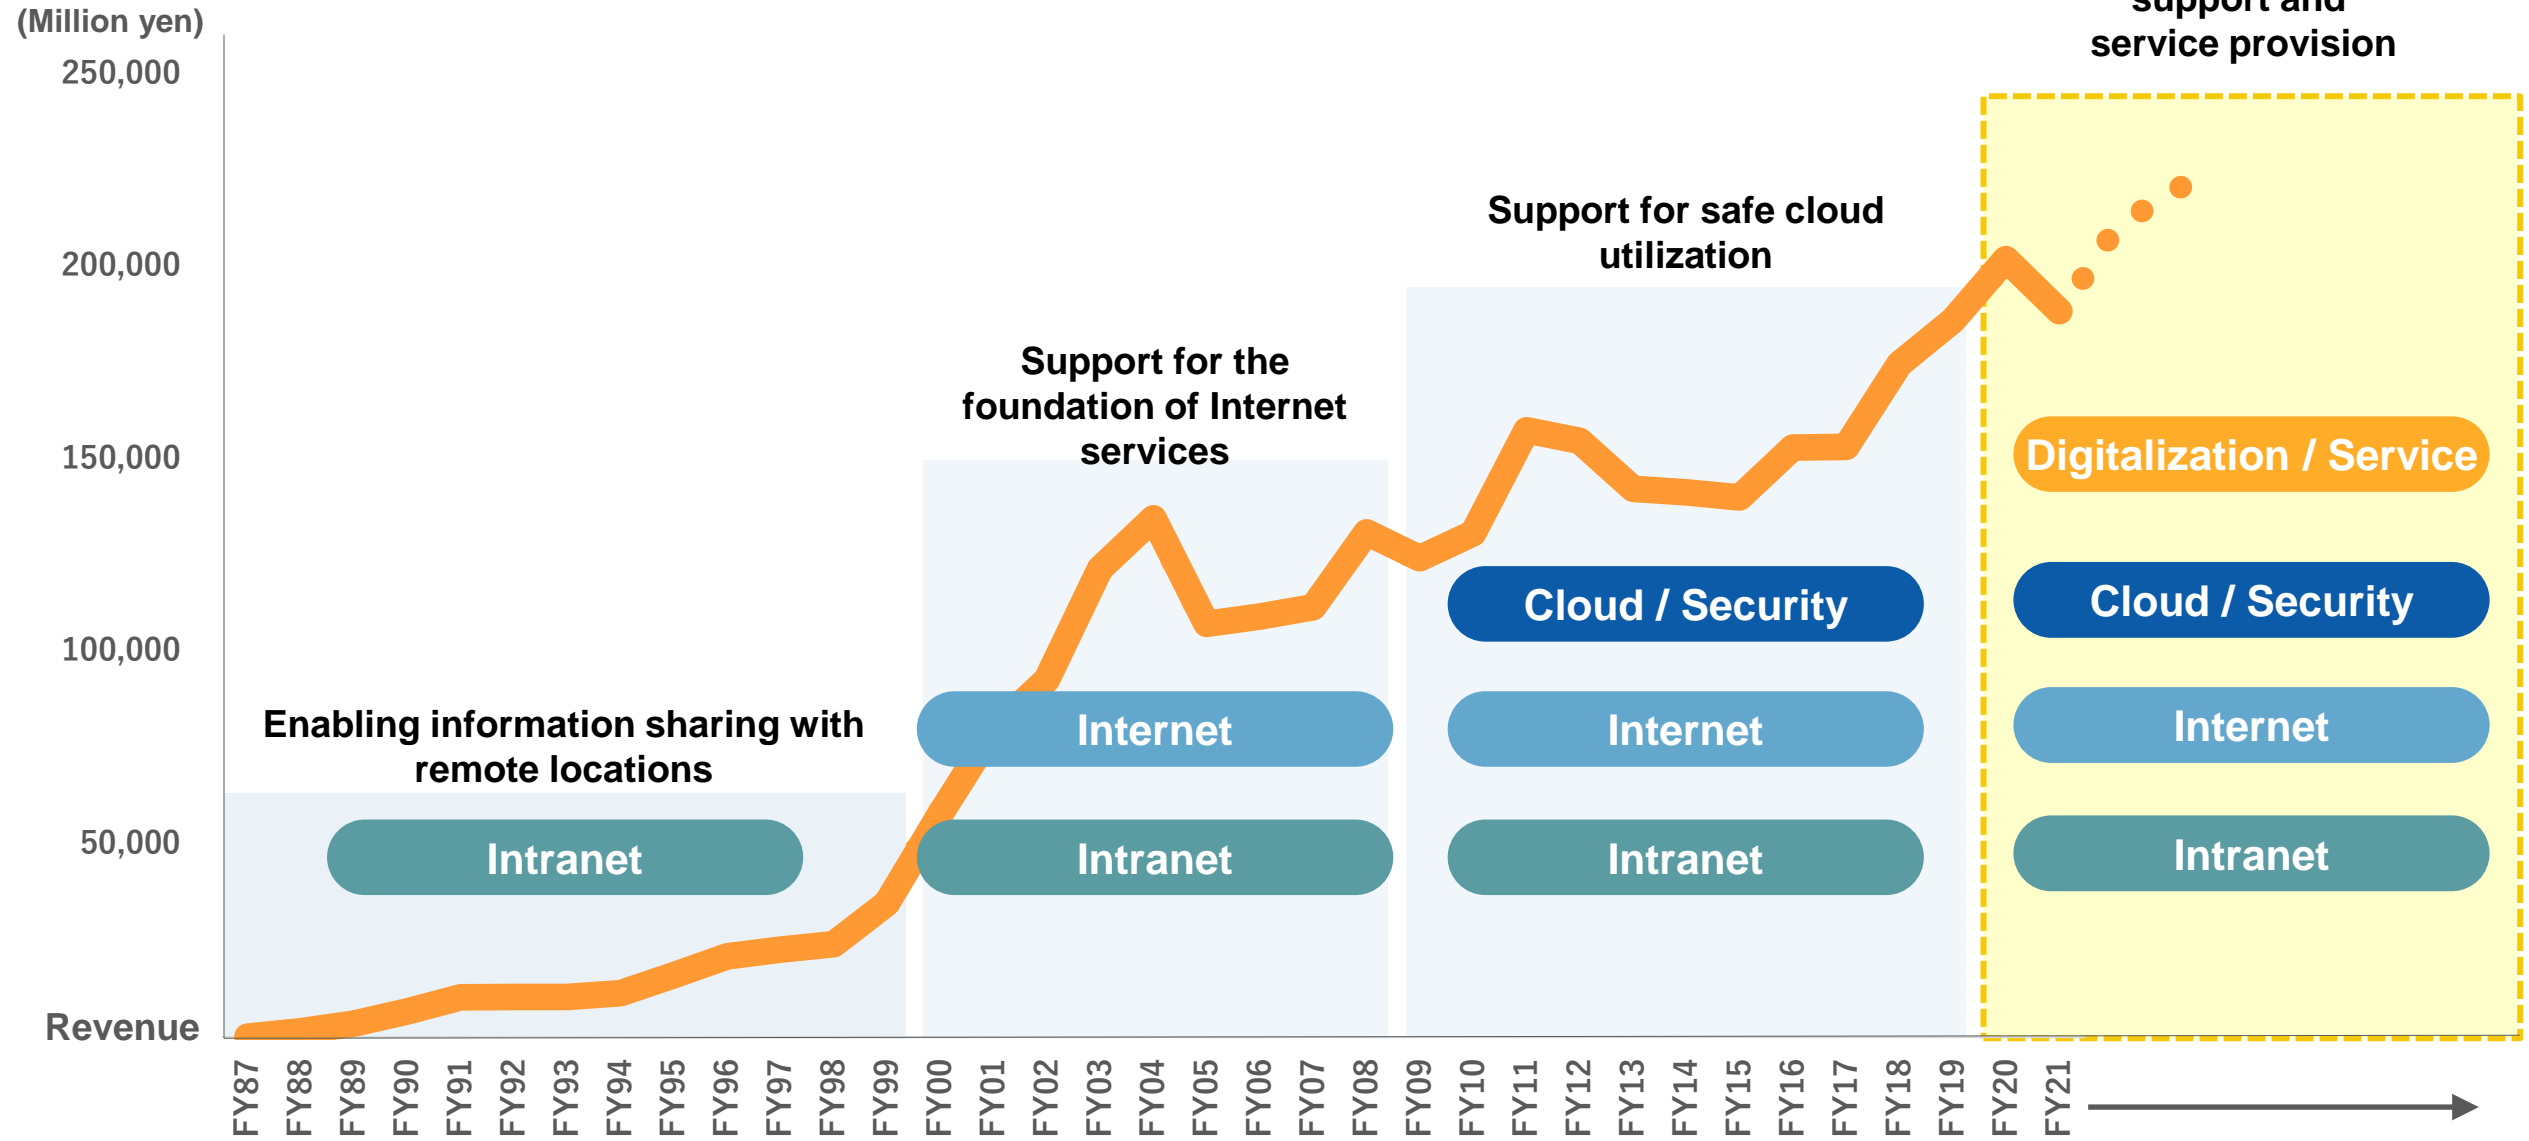 (Million yen)
250,000
200,000
150,000
100,000
50,000
Revenue
Enabling information sharing with
remote locations
Intranet
Support for the
foundation of Internet
services
Internet
Intranet
Support for safe cloud
utilization
Cloud / Security
Internet
Intranet
support and
service provision
Digitalization / Service
Cloud / Security
Internet
Intranet
FY87
FY88
FY89
FY90
FY91
FY92
FY93
FY94
FY95
FY96
FY97
FY98
FY99
FY00
FY01
FY02
FY03
FY04
FY05
FY06
FY07
FY08
FY09
FY10
FY11
FY12
FY13
FY14
FY15
FY16
FY17
FY18
FY19
FY20
FY21